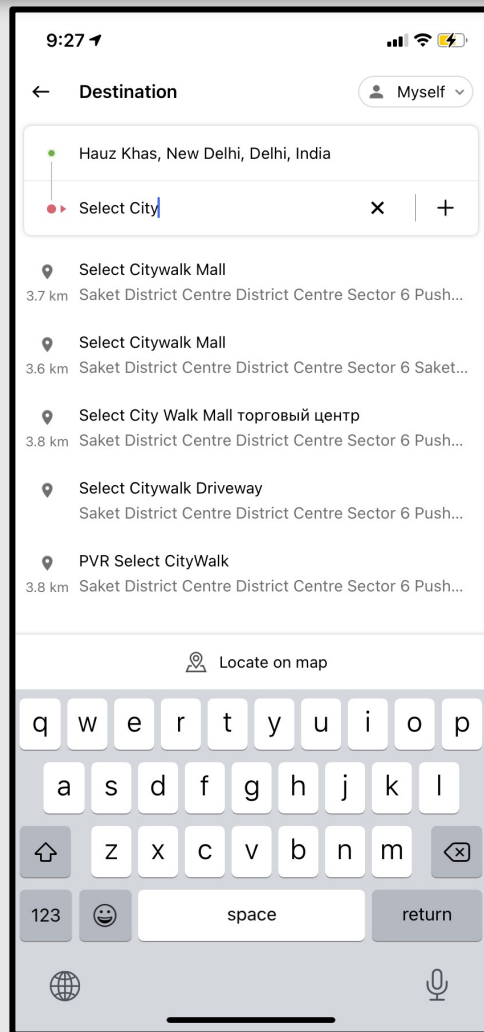 9:27
Destination
Myself
Hauz Khas, New Delhi, Delhi, India
Select City
Select Citywalk Mall
3.7 km Saket District Centre District Centre Sector 6 Push...
Select Citywalk Mall
3.6 km Saket District Centre District Centre Sector 6 Saket...
Select City Walk Mall торговый центр
3.8 km Saket District Centre District Centre Sector 6 Push...
Select Citywalk Driveway
Saket District Centre District Centre Sector 6 Push...
PVR Select CityWalk
3.8 km Saket District Centre District Centre Sector 6 Push...
Locate on map
q w e r t y u i o p
a s d f g h j k l
z x c v b n m
123 space return